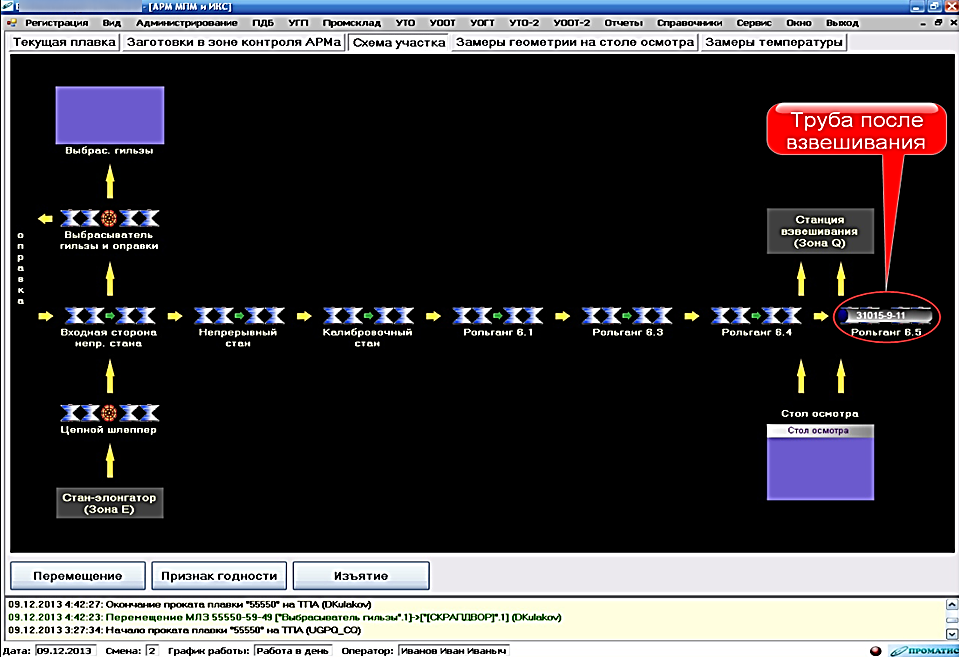 [АРМ МПМ и ИКС]
Регистрация Вид Администрирование ПДБ УГП Промсклад УТО УООТ УОГТ УТО-2 УООТ-2 Отчеты Справочники Сервис Окно Выход
Текущая плавка Заготовки в зоне контроля АРМа Схема участка Замеры геометрии на столе осмотра Замеры температуры
Труба после
взвешивания
Выбрас. гильзы
Станция
взвешивания
(Зона Q)
Выбрасыватель
гильзы и оправки
оправка
31015-9-11
Входная сторона
непр. стана
Непрерывный
стан
Калибровочный
стан
Рольганг 6.1
Рольганг 6.3
Рольганг 6.4
Рольганг 6.5
Стол осмотра
Стол осмотра
Цепной шлеппер
Стан-элонгатор
(Зона E)
Перемещение Признак годности Изъятие
09.12.2013 4:42:27: Окончание проката плавки "55550" на ТПА (DKulakov)
09.12.2013 4:42:23: Перемещение МЛЗ 55550-59-49 ["Выбрасыватель гильзы".1]->["[СКРАПДВОР]".1] (DKulakov)
09.12.2013 3:27:34: Начало проката плавки "55550" на ТПА (UGPQ_CO)
Дата: 09.12.2013 Смена: 2 График работы: Работа в день Оператор: Иванов Иван Иваныч ПРОМАТИС